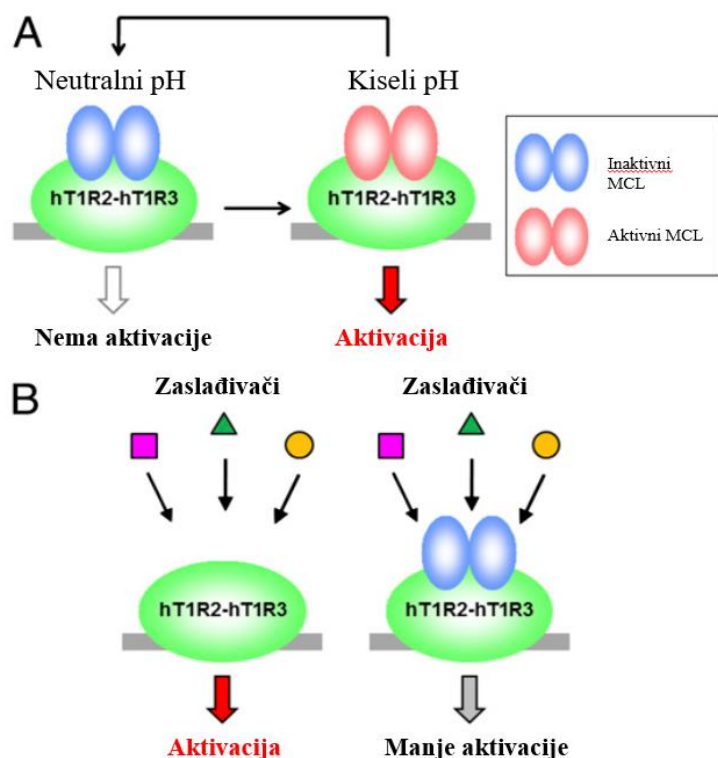 A
Neutralni pH
Kiseli pH
hT1R2-hT1R3
hT1R2-hT1R3
Inaktivni
MCL
Aktivni MCL
Nema aktivacije
Aktivacija
B
Zaslađivači
Zaslađivači
hT1R2-hT1R3
hT1R2-hT1R3
Aktivacija
Manje aktivacije